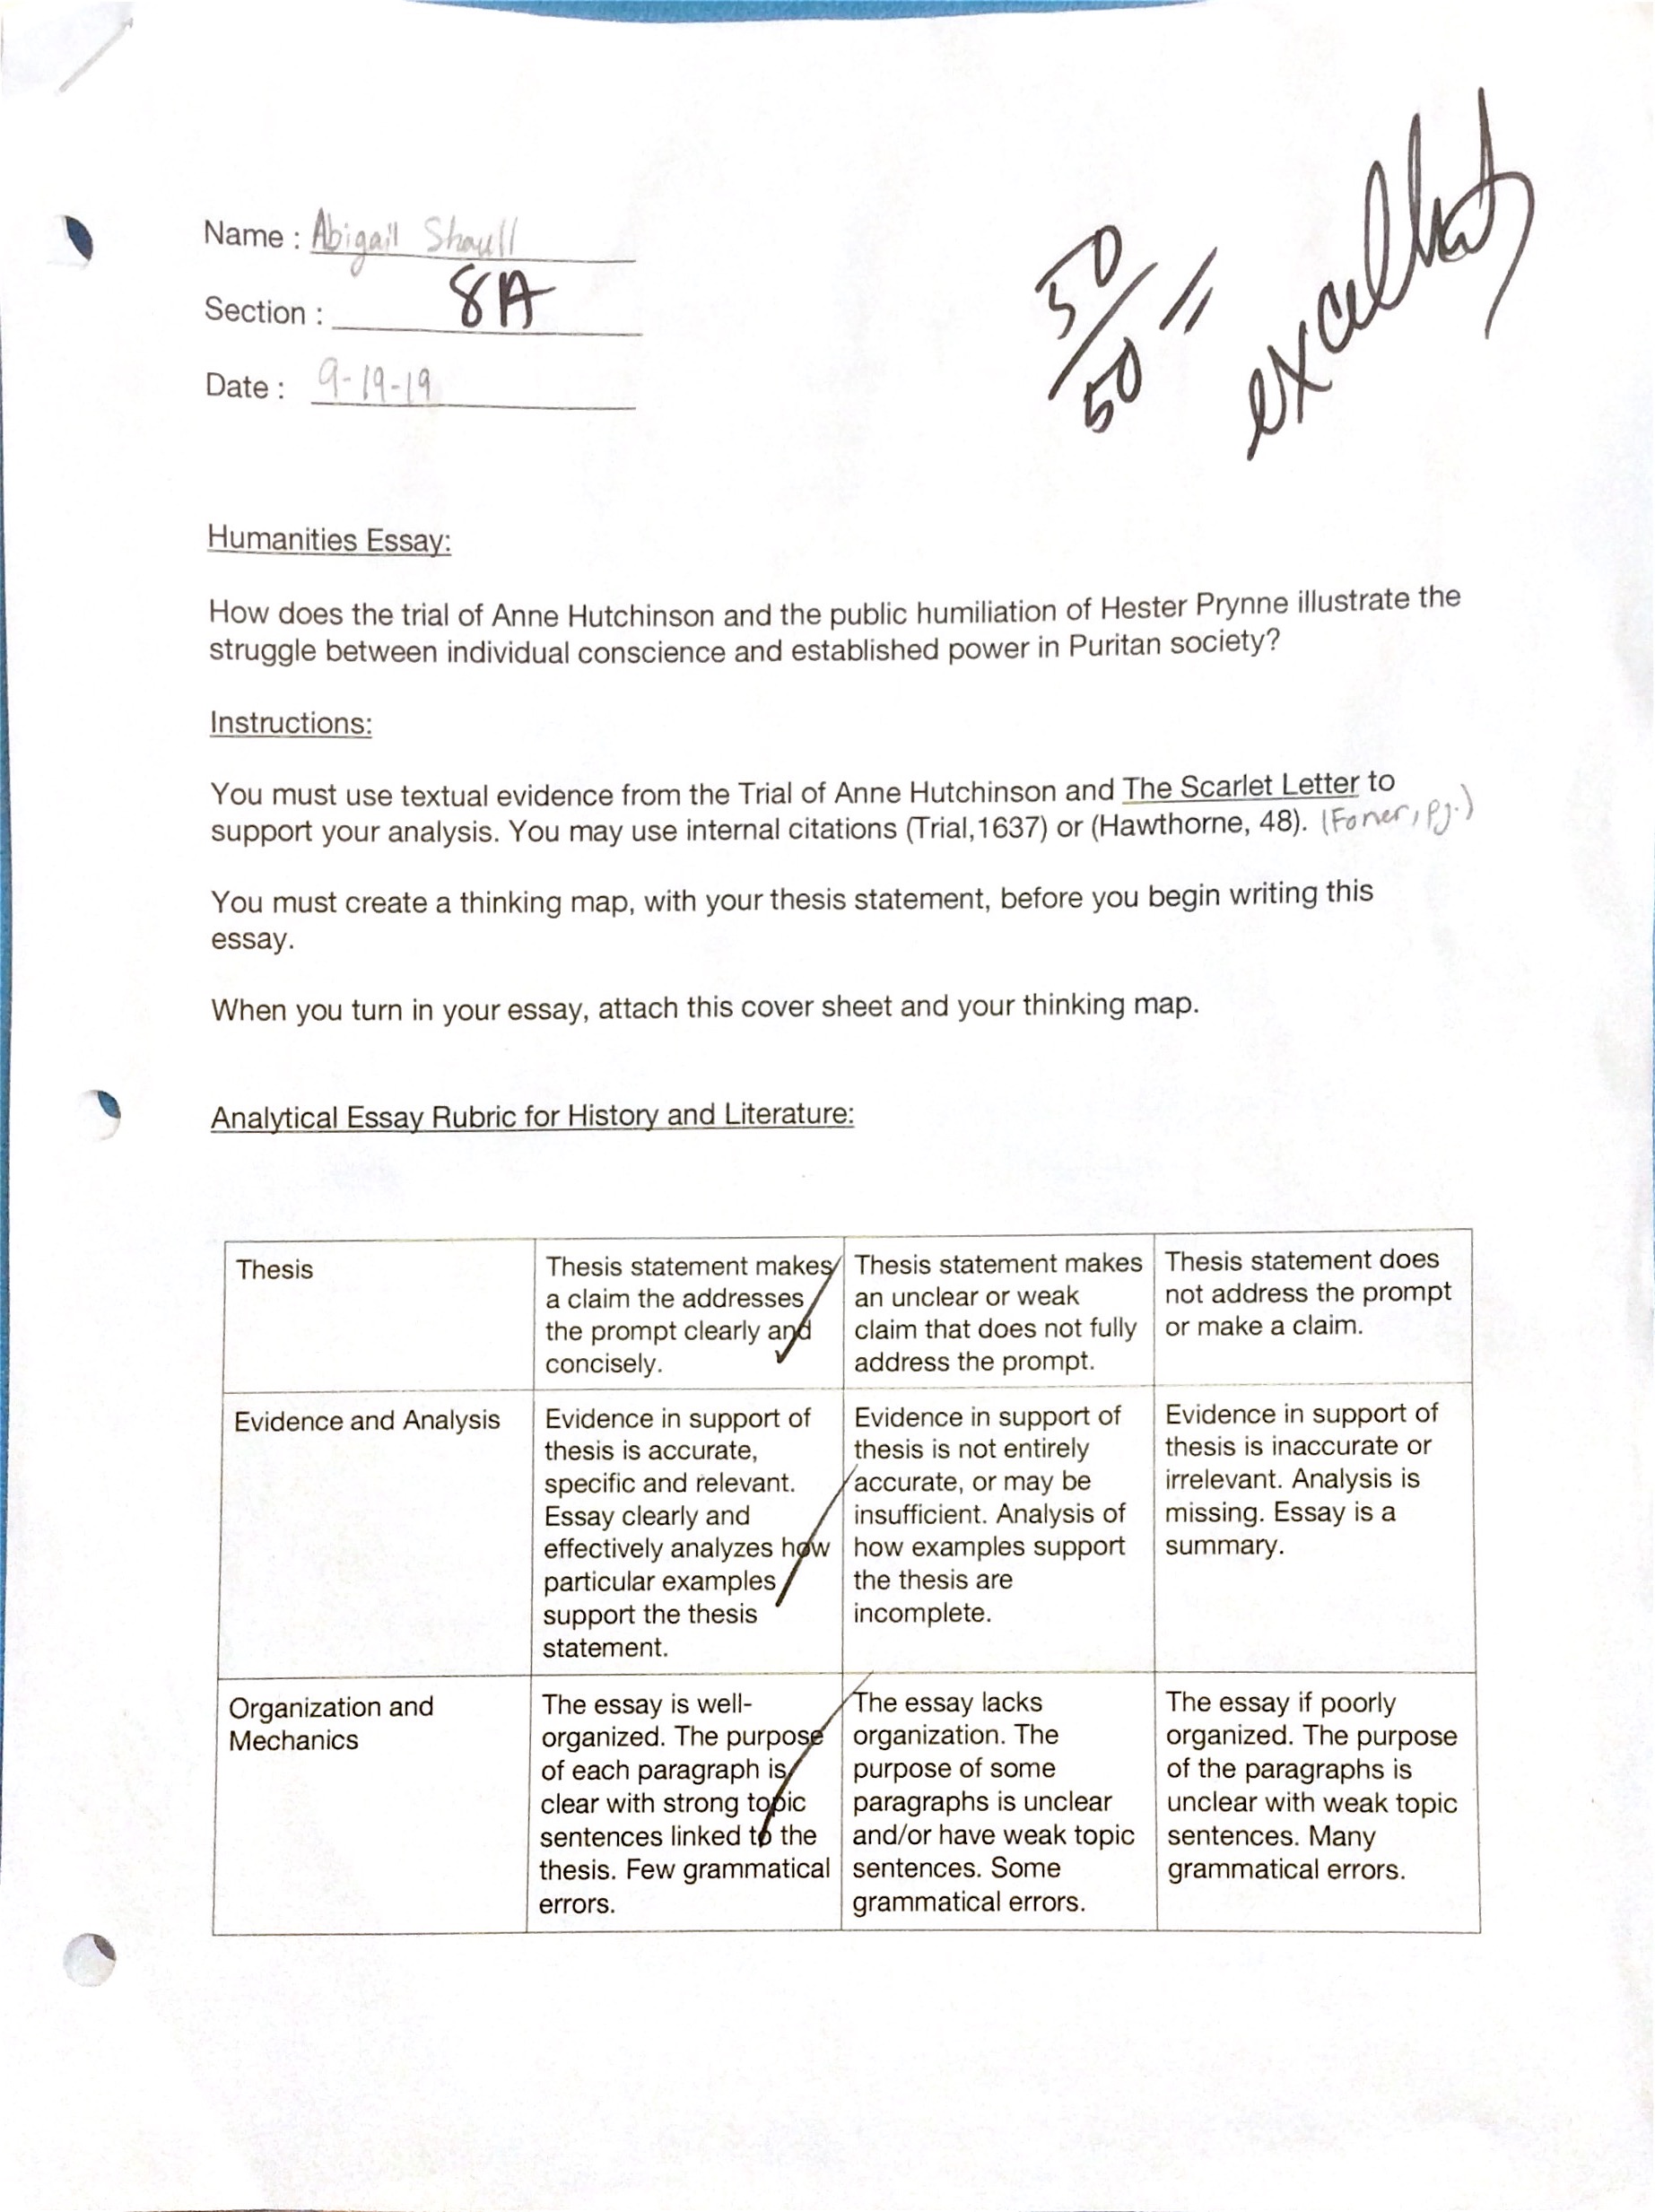 Name : Abigail
Section : 8A
Date : 9-19-19
50/50 =
excellent
Humanities Essay:
How does the trial of Anne Hutchinson and the public humiliation of Hester Prynne illustrate the
struggle between individual conscience and established power in Puritan society?
Instructions:
You must use textual evidence from the Trial of Anne Hutchinson and The Scarlet Letter to
support your analysis. You may use internal citations (Trial,1637) or (Hawthorne, 48). (Foner, pg.)
You must create a thinking map, with your thesis statement, before you begin writing this
essay.
When you turn in your essay, attach this cover sheet and your thinking map.
Analytical Essay Rubric for History and Literature:
Thesis
Thesis statement makes
a claim the addresses
the prompt clearly and
concisely.
Thesis statement makes
an unclear or weak
claim that does not fully
address the prompt.
Thesis statement does
not address the prompt
or make a claim.
Evidence and Analysis
Evidence in support of
thesis is accurate,
specific and relevant.
Essay clearly and
effectively analyzes how
particular examples
support the thesis
statement.
Evidence in support of
thesis is not entirely
accurate, or may be
insufficient. Analysis of
how examples support
the thesis are
incomplete.
Evidence in support of
thesis is inaccurate or
irrelevant. Analysis is
missing. Essay is a
summary.
Organization and
Mechanics
The essay is well-
organized. The purpose
of each paragraph is
clear with strong topic
sentences linked to the
thesis. Few grammatical
errors.
The essay lacks
organization. The
purpose of some
paragraphs is unclear
and/or have weak topic
sentences. Some
grammatical errors.
The essay if poorly
organized. The purpose
of the paragraphs is
unclear with weak topic
sentences. Many
grammatical errors.